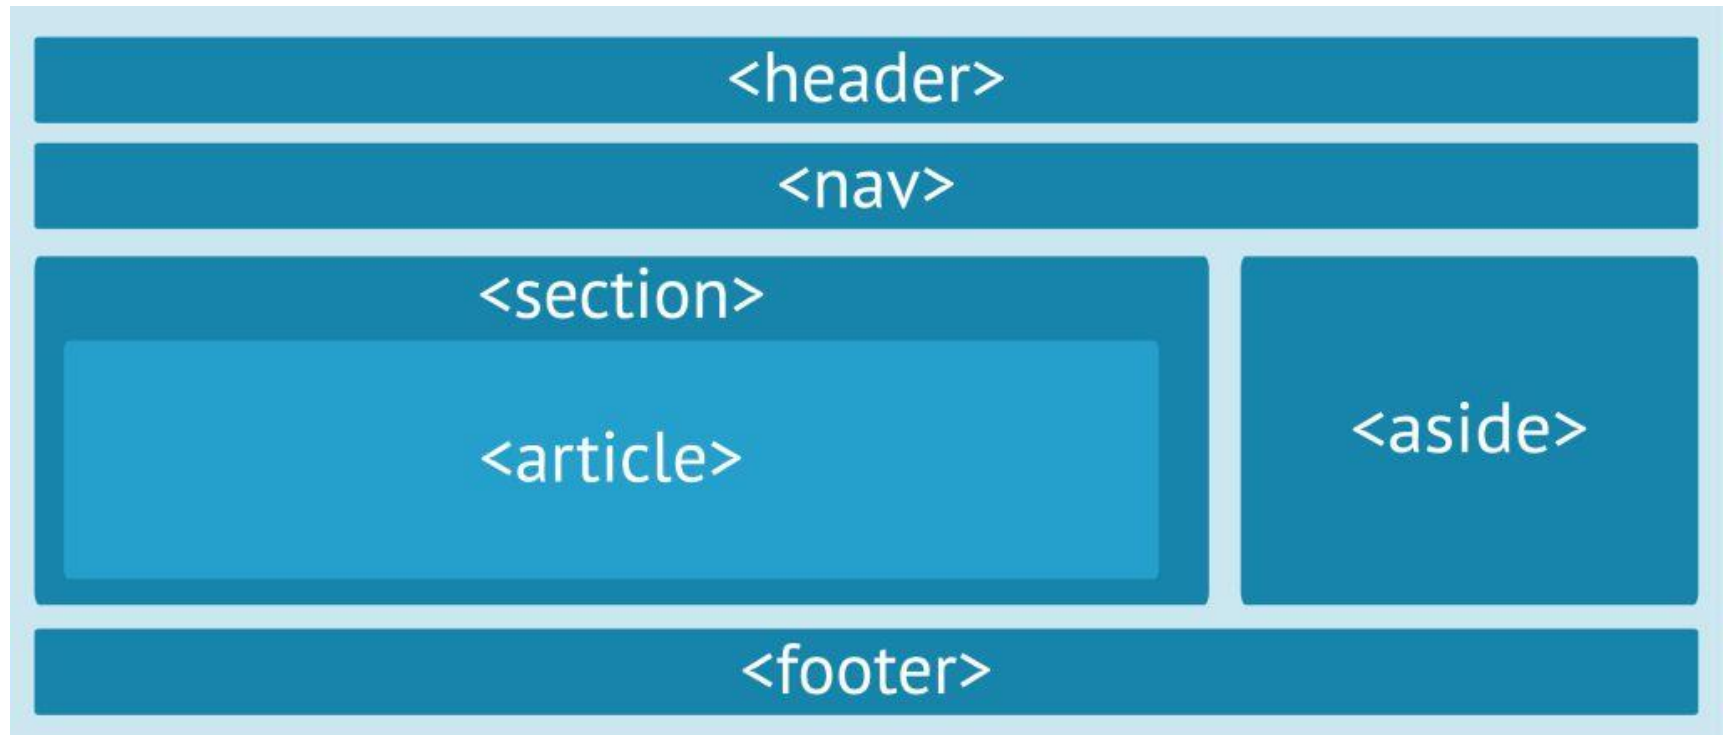 <header>
<nav>
<section>
<article>
<aside>
<footer>